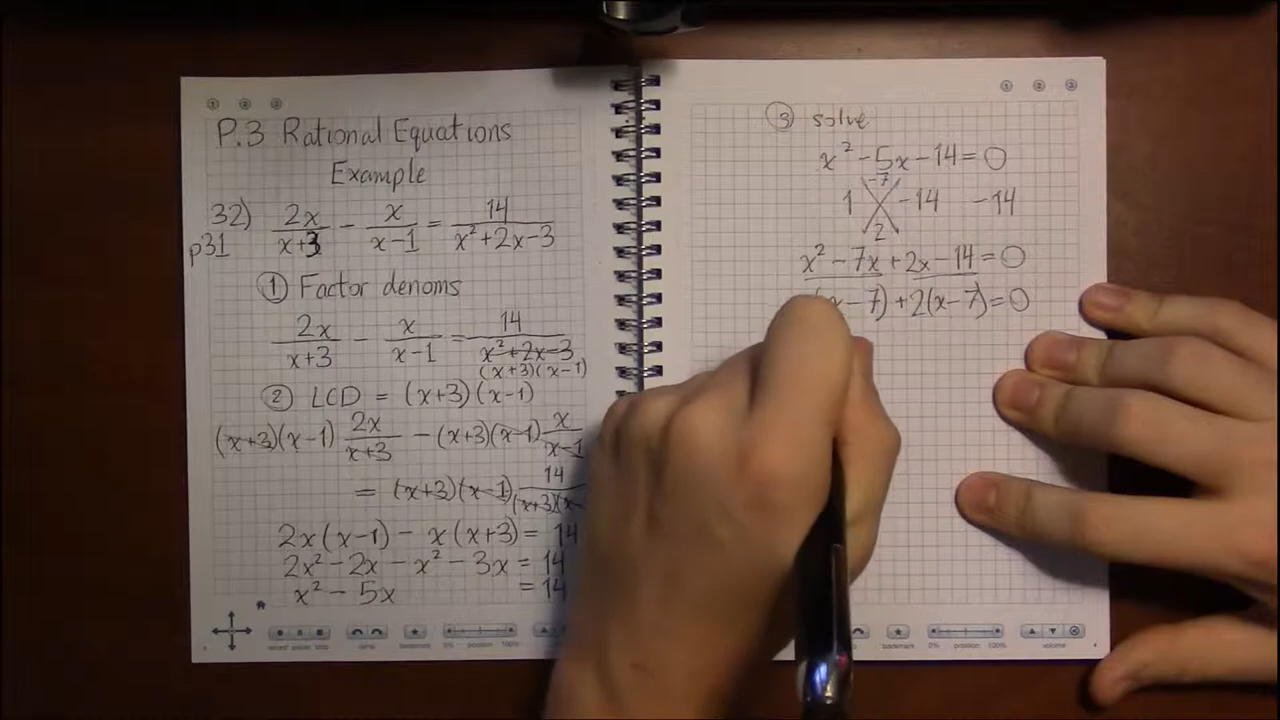 P.3 Rational Equations
Example
32) 2x/(x+3) − x/(x−1) = 14/(x²+2x−3)
p31
① Factor denoms
2x/(x+3) − x/(x−1) = 14/(x²+2x−3)
(x+3)(x−1)
② LCD = (x+3)(x−1)
(x+3)(x−1) 2x/(x+3) − (x+3)(x−1) x/(x−1)
= (x+3)(x−1) 14/(x+3)(x−
2x(x−1) − x(x+3) = 14
2x² − 2x − x² − 3x = 14
x² − 5x = 14
③ solve
x² − 5x − 14 = 0
−7
1 −14 −14
2
x² − 7x + 2x − 14 = 0
(x − 7) + 2(x − 7) = 0